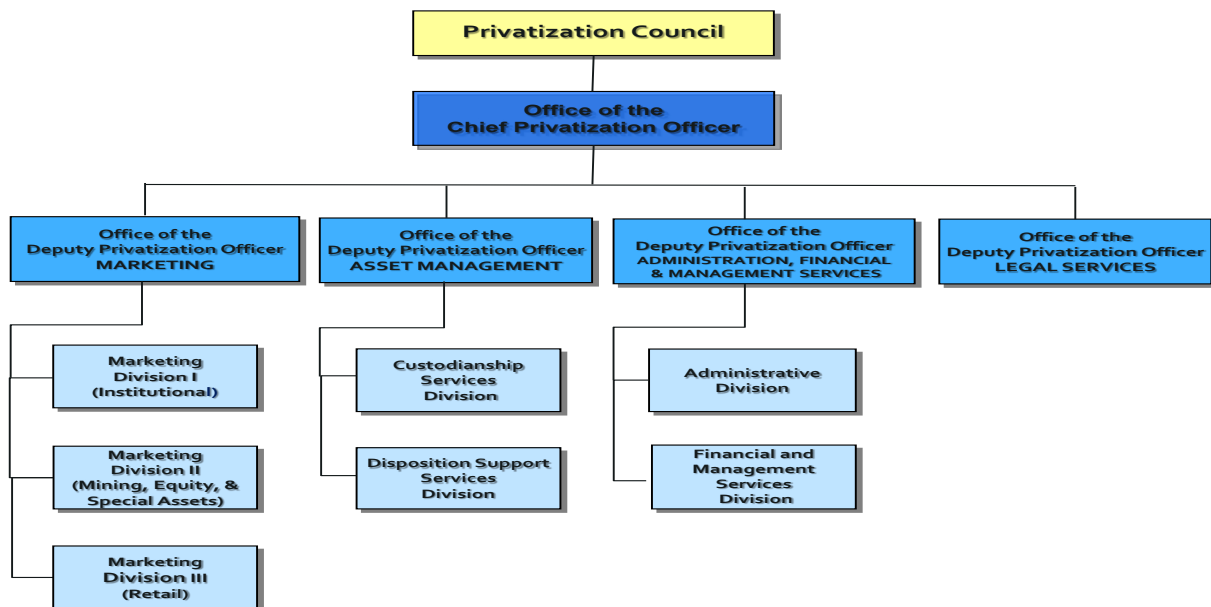 Privatization Council
Office of the
Chief Privatization Officer
Office of the
Deputy Privatization Officer
MARKETING
Office of the
Deputy Privatization Officer
ASSET MANAGEMENT
Office of the
Deputy Privatization Officer
ADMINISTRATION, FINANCIAL
& MANAGEMENT SERVICES
Office of the
Deputy Privatization Officer
LEGAL SERVICES
Marketing
Division I
(Institutional)
Marketing
Division II
(Mining, Equity, &
Special Assets)
Marketing
Division III
(Retail)
Custodianship
Services
Division
Disposition Support
Services
Division
Administrative
Division
Financial and
Management
Services
Division